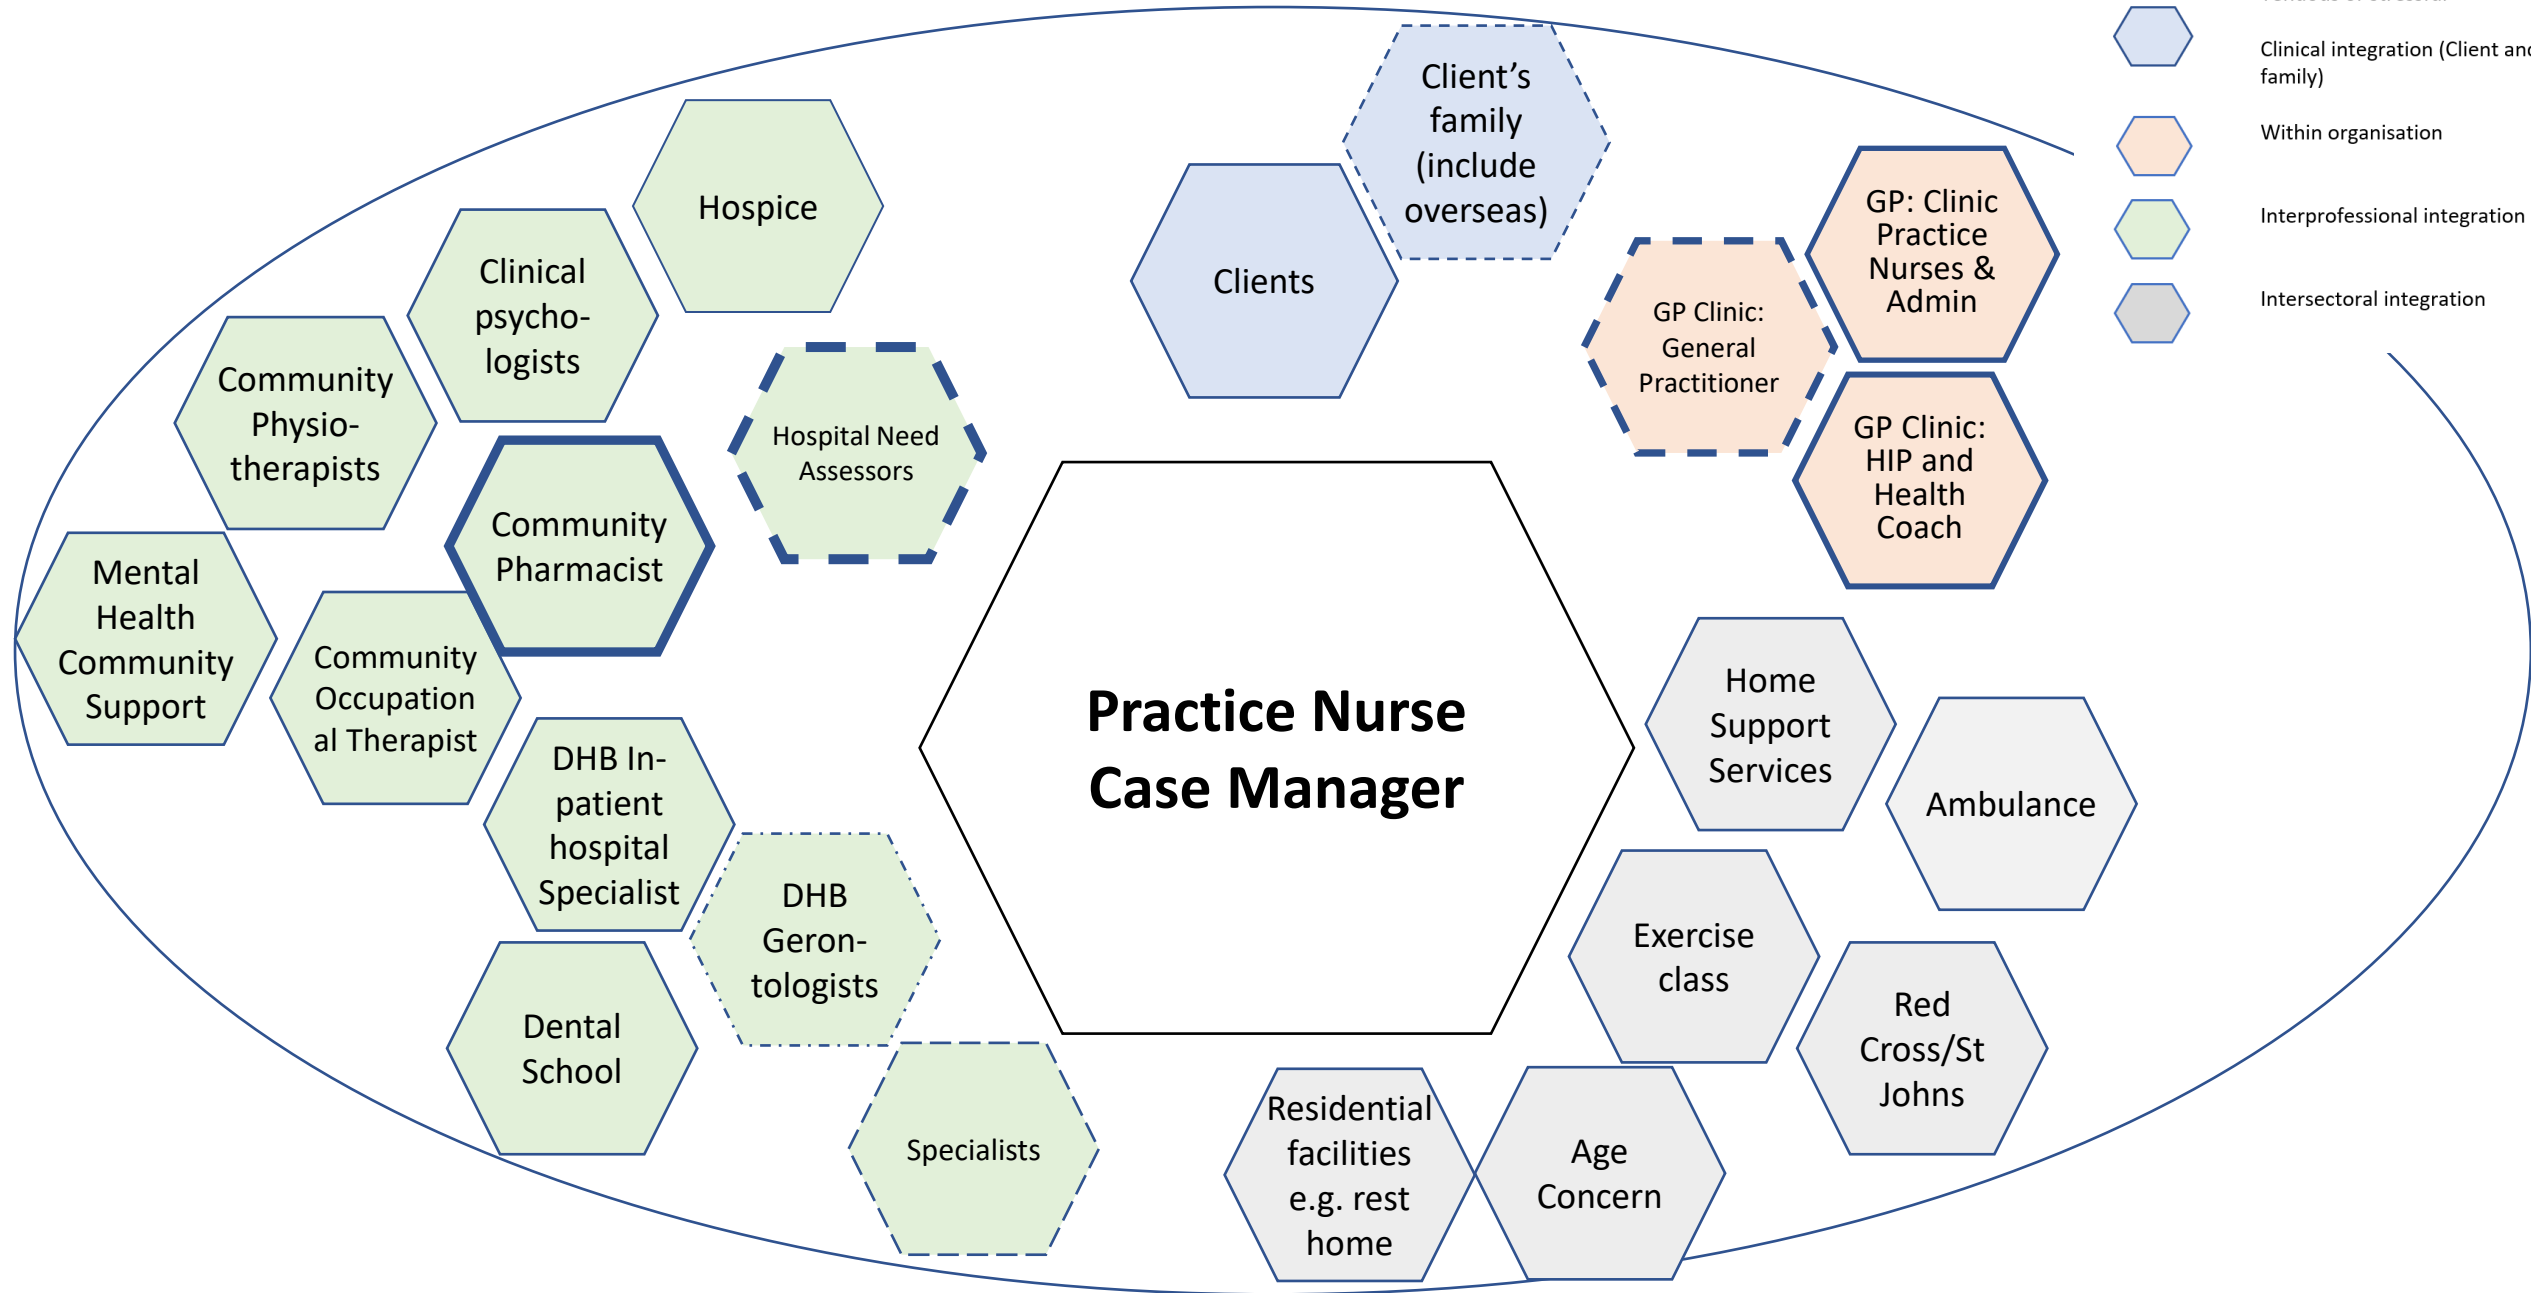 Clinical integration (Client and
family)
Within organisation
Interprofessional integration
Intersectoral integration
Client’s
family
(include
overseas)
Clients
Hospice
GP: Clinic
Practice
Nurses &
Admin
GP Clinic:
General
Practitioner
GP Clinic:
HIP and
Health
Coach
Clinical
psycho-
logists
Community
Physio-
therapists
Hospital Need
Assessors
Community
Pharmacist
Mental
Health
Community
Support
Community
Occupation
al Therapist
Practice Nurse
Case Manager
DHB In-
patient
hospital
Specialist
DHB
Geron-
tologists
Dental
School
Specialists
Home
Support
Services
Ambulance
Exercise
class
Red
Cross/St
Johns
Residential
facilities
e.g. rest
home
Age
Concern